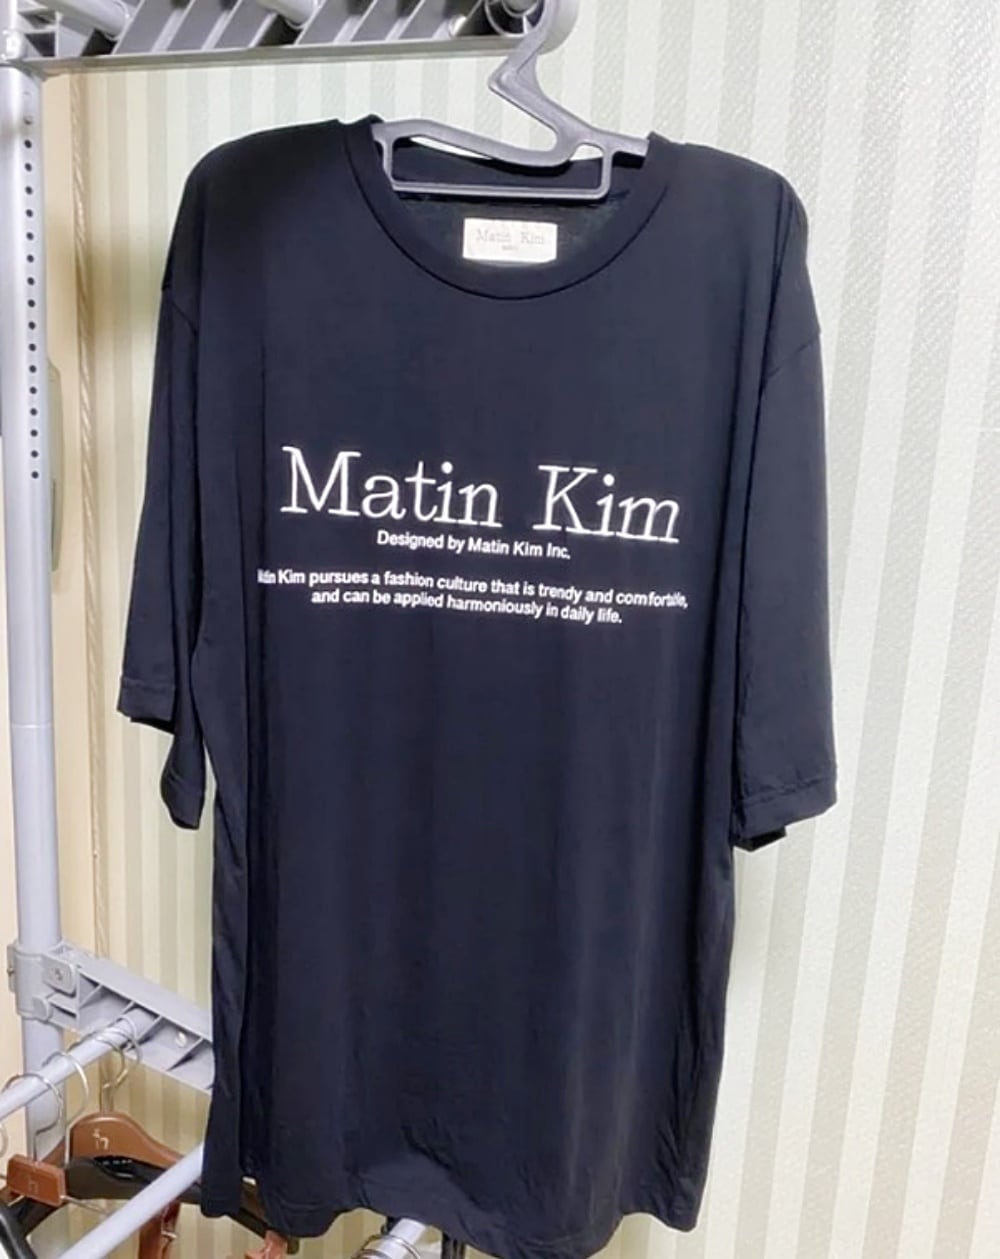 Matin Kim
Matin Kim
Designed by Matin Kim Inc.
Matin Kim pursues a fashion culture that is trendy and comfortable,
and can be applied harmoniously in daily life.